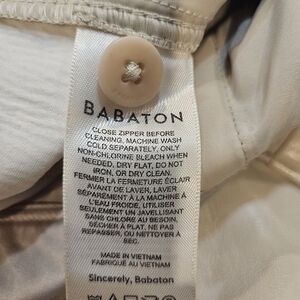 BABATON
CLOSE ZIPPER BEFORE
CLEANING, MACHINE WASH
COLD SEPARATELY, ONLY
NON-CHLORINE BLEACH WHEN
NEEDED, DRY FLAT, DO NOT
IRON, OR DRY CLEAN.
FERMER LA FERMETURE ÉCLAIR
AVANT DE LAVER, LAVER
SÉPARÉMENT À LA MACHINE À
L'EAU FROIDE, UTILISER
SEULEMENT UN JAVELLISANT
SANS CHLORE AU BESOIN,
SÉCHER À PLAT, NE PAS
REPASSER, OU NETTOYER À
SEC.
MADE IN VIETNAM
FABRIQUÉ AU VIETNAM
Sincerely, Babaton